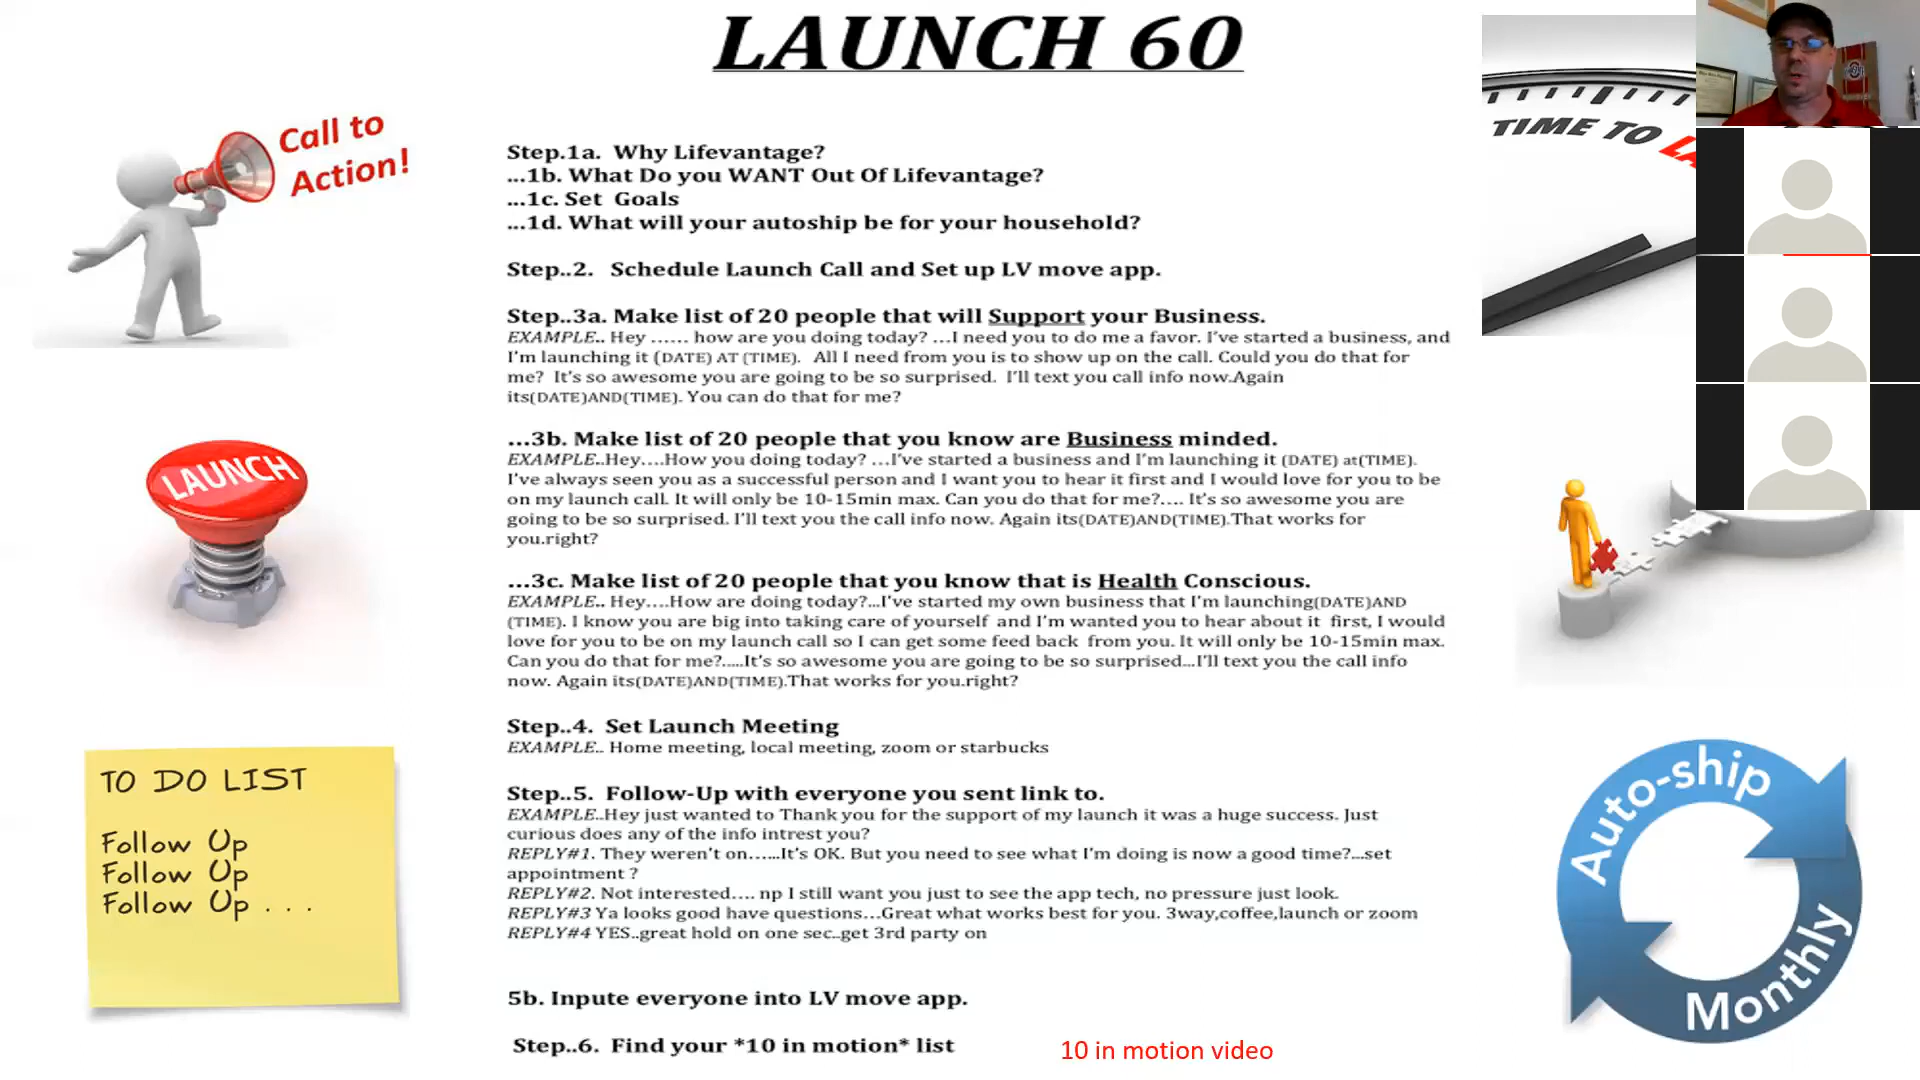 LAUNCH 60
Call to
Action!
TIME TO
Step.1a. Why Lifevantage?
...1b. What Do you WANT Out Of Lifevantage?
...1c. Set Goals
...1d. What will your autoship be for your household?
Step..2. Schedule Launch Call and Set up LV move app.
Step..3a. Make list of 20 people that will Support your Business.
EXAMPLE.. Hey ...... how are you doing today? ...I need you to do me a favor. I've started a business, and
I'm launching it (DATE) AT (TIME). All I need from you is to show up on the call. Could you do that for
me? It's so awesome you are going to be so surprised. I'll text you call info now.Again
its(DATE)AND(TIME). You can do that for me?
...3b. Make list of 20 people that you know are Business minded.
EXAMPLE..Hey....How you doing today? ...I've started a business and I'm launching it (DATE) at(TIME).
I've always seen you as a successful person and I want you to hear it first and I would love for you to be
on my launch call. It will only be 10-15min max. Can you do that for me?.... It's so awesome you are
going to be so surprised. I'll text you the call info now. Again its(DATE)AND(TIME).That works for
you.right?
LAUNCH
...3c. Make list of 20 people that you know that is Health Conscious.
EXAMPLE.. Hey....How are doing today?...I've started my own business that I'm launching(DATE)AND
(TIME). I know you are big into taking care of yourself and I'm wanted you to hear about it first, I would
love for you to be on my launch call so I can get some feed back from you. It will only be 10-15min max.
Can you do that for me?.....It's so awesome you are going to be so surprised...I'll text you the call info
now. Again its(DATE)AND(TIME).That works for you.right?
Step..4. Set Launch Meeting
EXAMPLE.. Home meeting, local meeting, zoom or starbucks
Step..5. Follow-Up with everyone you sent link to.
EXAMPLE..Hey just wanted to Thank you for the support of my launch it was a huge success. Just
curious does any of the info intrest you?
REPLY#1. They weren't on......It's OK. But you need to see what I'm doing is now a good time?...set
appointment ?
REPLY#2. Not interested.... np I still want you just to see the app tech, no pressure just look.
REPLY#3 Ya looks good have questions...Great what works best for you. 3way,coffee,launch or zoom
REPLY#4 YES..great hold on one sec..get 3rd party on
TO DO LIST
Follow Up
Follow Up
Follow Up . . .
Auto-ship
Monthly
5b. Inpute everyone into LV move app.
Step..6. Find your *10 in motion* list
10 in motion video